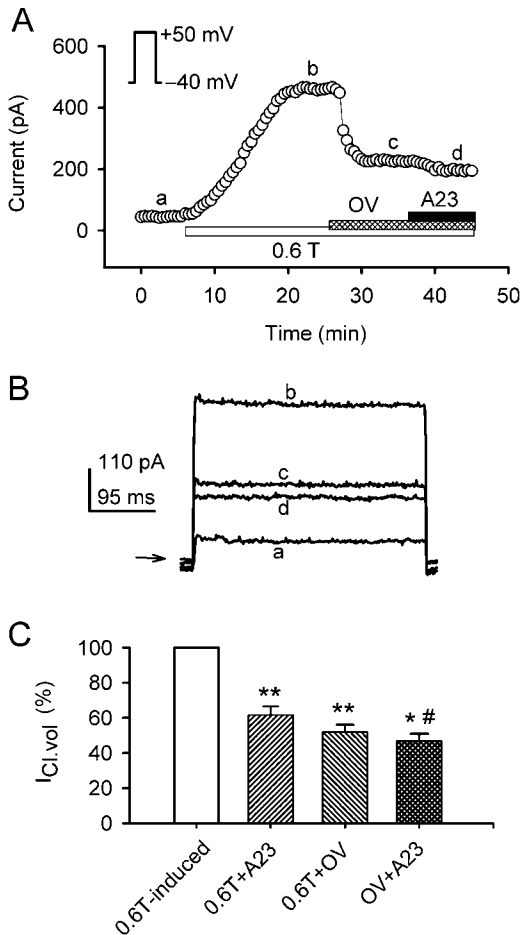 A
+50 mV
−40 mV
600
400
200
0
Current (pA)
a
b
c
d
OV
A23
0.6 T
0 10 20 30 40 50
Time (min)
B
b
110 pA
95 ms
c
d
a
C
100
80
60
40
20
0
ICl.vol (%)
**
**
* #
0.6T-induced
0.6T+A23
0.6T+OV
OV+A23